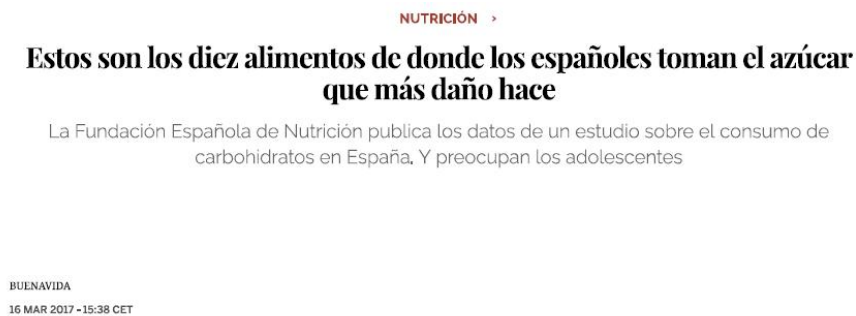 NUTRICIÓN >
Estos son los diez alimentos de donde los españoles toman el azúcar
que más daño hace
La Fundación Española de Nutrición publica los datos de un estudio sobre el consumo de
carbohidratos en España, Y preocupan los adolescentes
BUENAVIDA
16 MAR 2017 - 15:38 CET